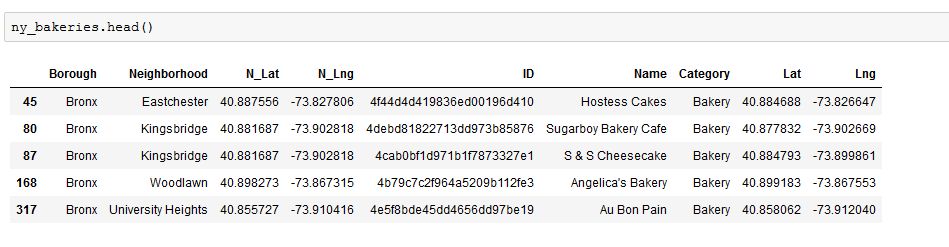 ny_bakeries.head()
Borough Neighborhood N_Lat N_Lng ID Name Category Lat Lng
45 Bronx Eastchester 40.887556 -73.827806 4f44d4d419836ed00196d410 Hostess Cakes Bakery 40.884688 -73.826647
80 Bronx Kingsbridge 40.881687 -73.902818 4debd81822713dd973b85876 Sugarboy Bakery Cafe Bakery 40.877832 -73.902669
87 Bronx Kingsbridge 40.881687 -73.902818 4cab0bf1d971b1f7873327e1 S & S Cheesecake Bakery 40.884793 -73.899861
168 Bronx Woodlawn 40.898273 -73.867315 4b79c7c2f964a5209b112fe3 Angelica's Bakery Bakery 40.899183 -73.867553
317 Bronx University Heights 40.855727 -73.910416 4e5f8bde45dd4656dd97be19 Au Bon Pain Bakery 40.858062 -73.912040